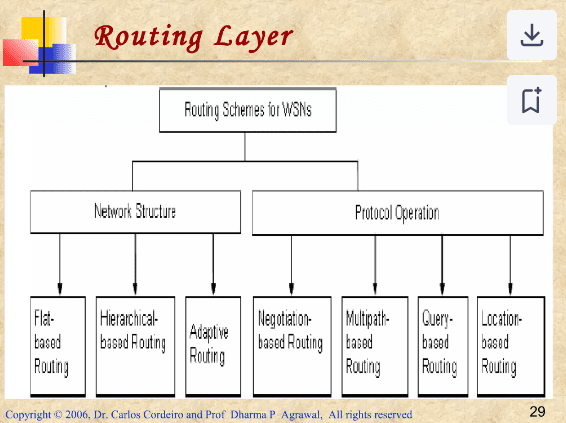 Routing Layer
Routing Schemes for WSNs
Network Structure
Protocol Operation
Flat-
based
Routing
Hierarchical-
based Routing
Adaptive
Routing
Negotiation-
based Routing
Multipath-
based
Routing
Query-
based
Routing
Location-
based
Routing
Copyright © 2006, Dr. Carlos Cordeiro and Prof Dharma P Agrawal, All rights reserved
29